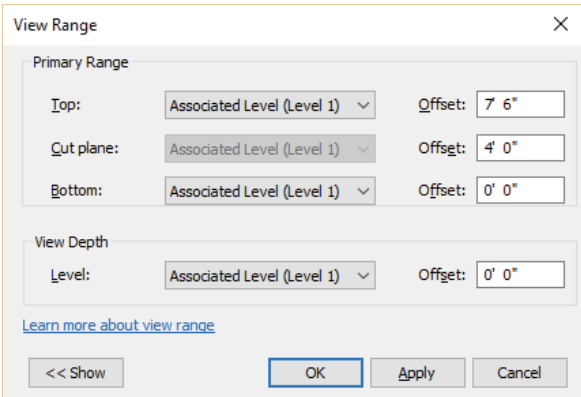 View Range
Primary Range
Top: Associated Level (Level 1) Offset: 7' 6"
Cut plane: Associated Level (Level 1) Offset: 4' 0"
Bottom: Associated Level (Level 1) Offset: 0' 0"
View Depth
Level: Associated Level (Level 1) Offset: 0' 0"
Learn more about view range
<< Show OK Apply Cancel